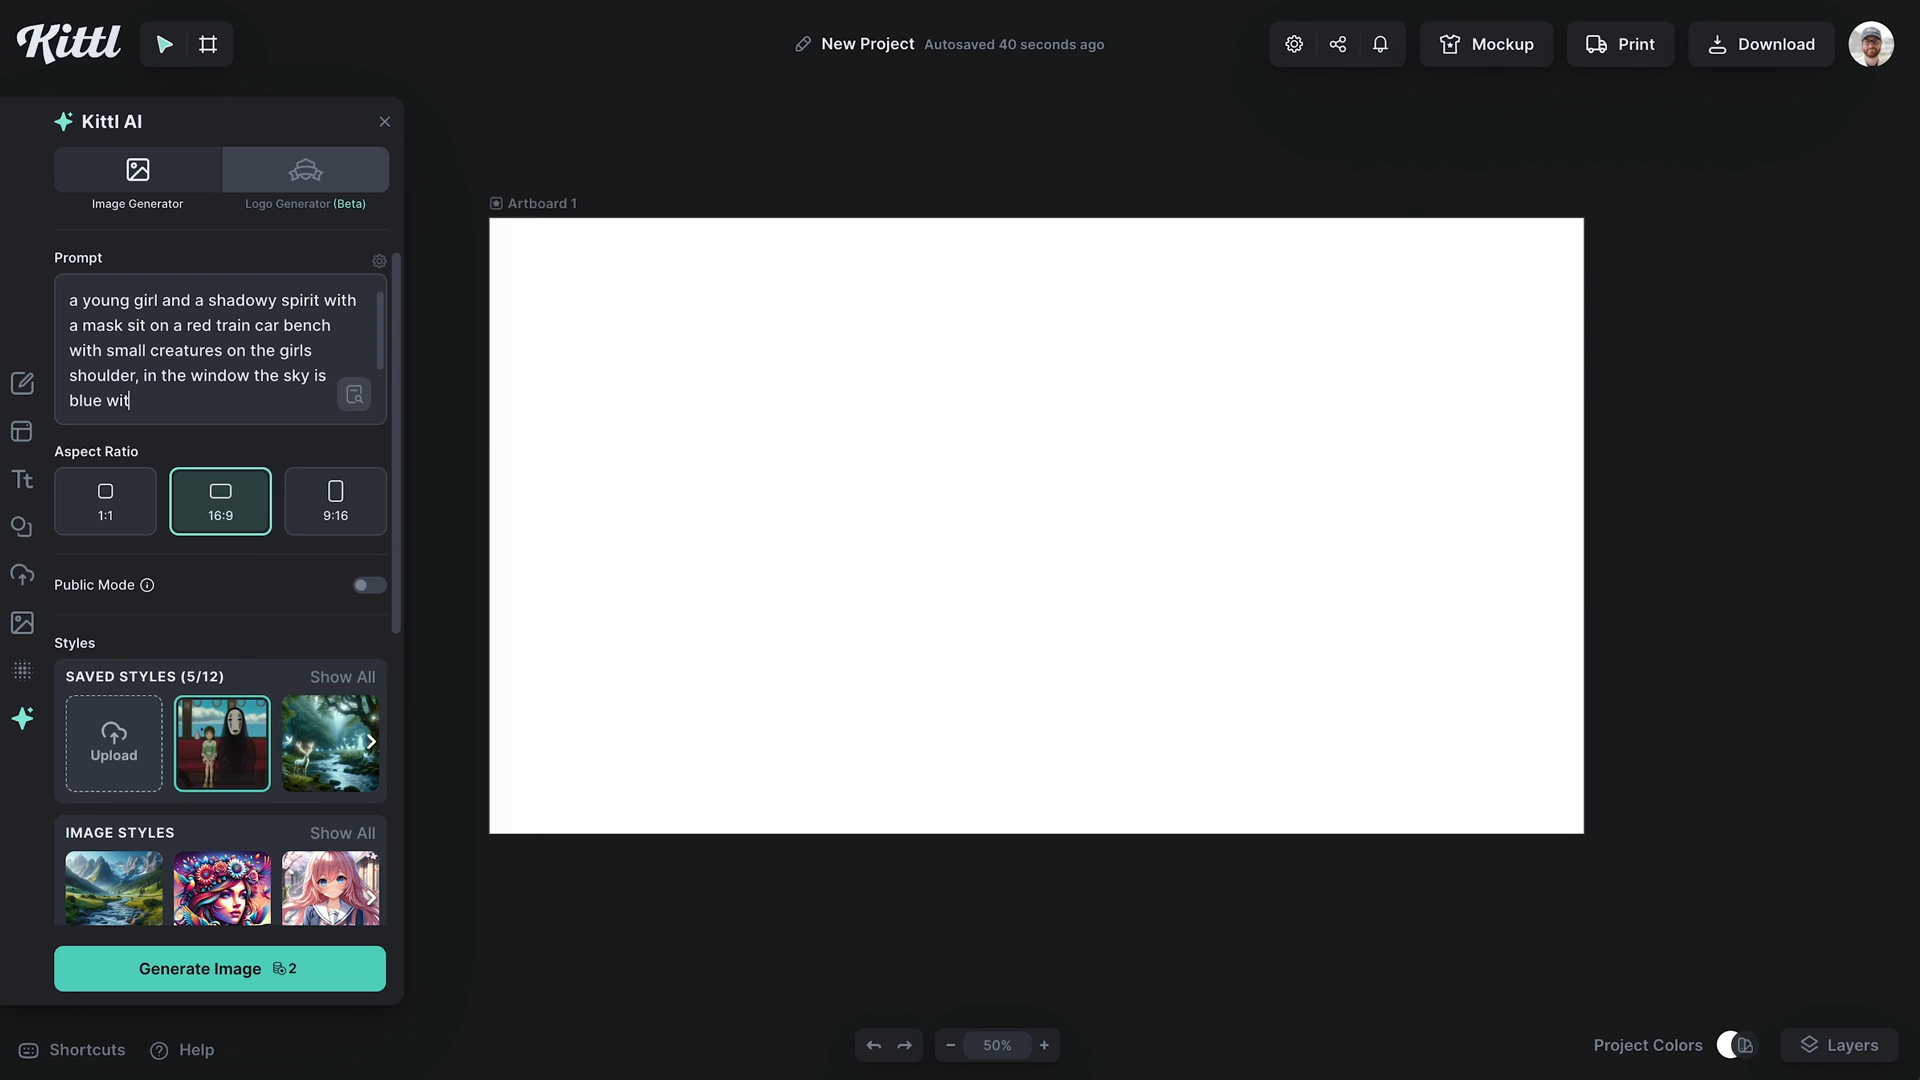 Kittl
New Project Autosaved 40 seconds ago
Mockup
Print
Download
Kittl AI
Image Generator
Logo Generator (Beta)
Prompt
a young girl and a shadowy spirit with
a mask sit on a red train car bench
with small creatures on the girls
shoulder, in the window the sky is
blue wit
Aspect Ratio
1:1
16:9
9:16
Public Mode
Styles
SAVED STYLES (5/12) Show All
Upload
IMAGE STYLES Show All
Generate Image 2
Artboard 1
Tt
Shortcuts
Help
50%
Project Colors
Layers